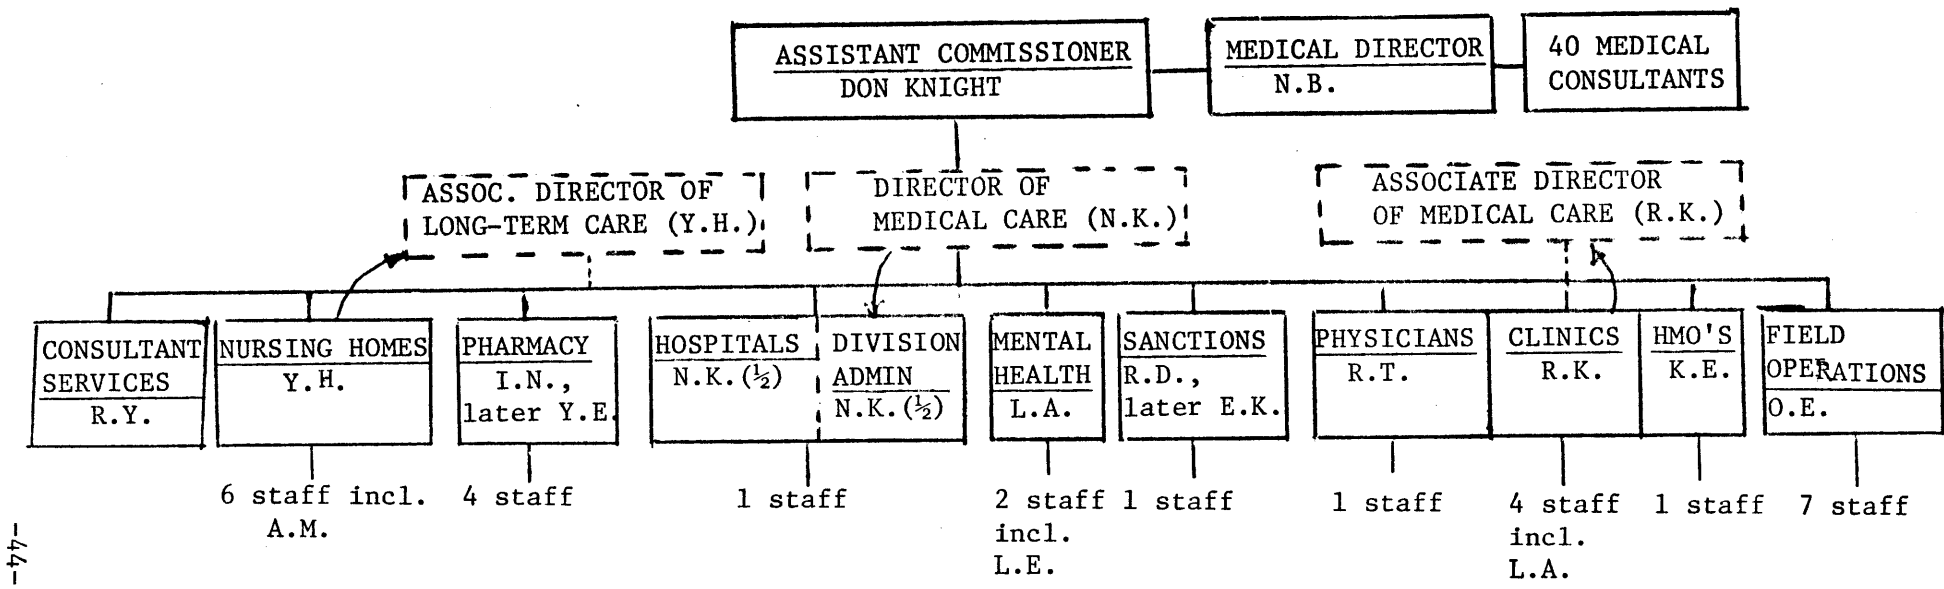 ASSISTANT COMMISSIONER
DON KNIGHT
MEDICAL DIRECTOR
N.B.
40 MEDICAL
CONSULTANTS
ASSOC. DIRECTOR OF
LONG-TERM CARE (Y.H.)
DIRECTOR OF
MEDICAL CARE (N.K.)
ASSOCIATE DIRECTOR
OF MEDICAL CARE (R.K.)
CONSULTANT
SERVICES
R.Y.
NURSING HOMES
Y.H.
PHARMACY
I.N.,
later Y.E.
HOSPITALS
N.K.(½)
DIVISION
ADMIN
N.K.(½)
MENTAL
HEALTH
L.A.
SANCTIONS
R.D.,
later E.K.
PHYSICIANS
R.T.
CLINICS
R.K.
HMO'S
K.E.
FIELD
OPERATIONS
O.E.
6 staff incl.
A.M.
4 staff
1 staff
2 staff
incl.
L.E.
1 staff
1 staff
4 staff
incl.
L.A.
1 staff
7 staff
-44-